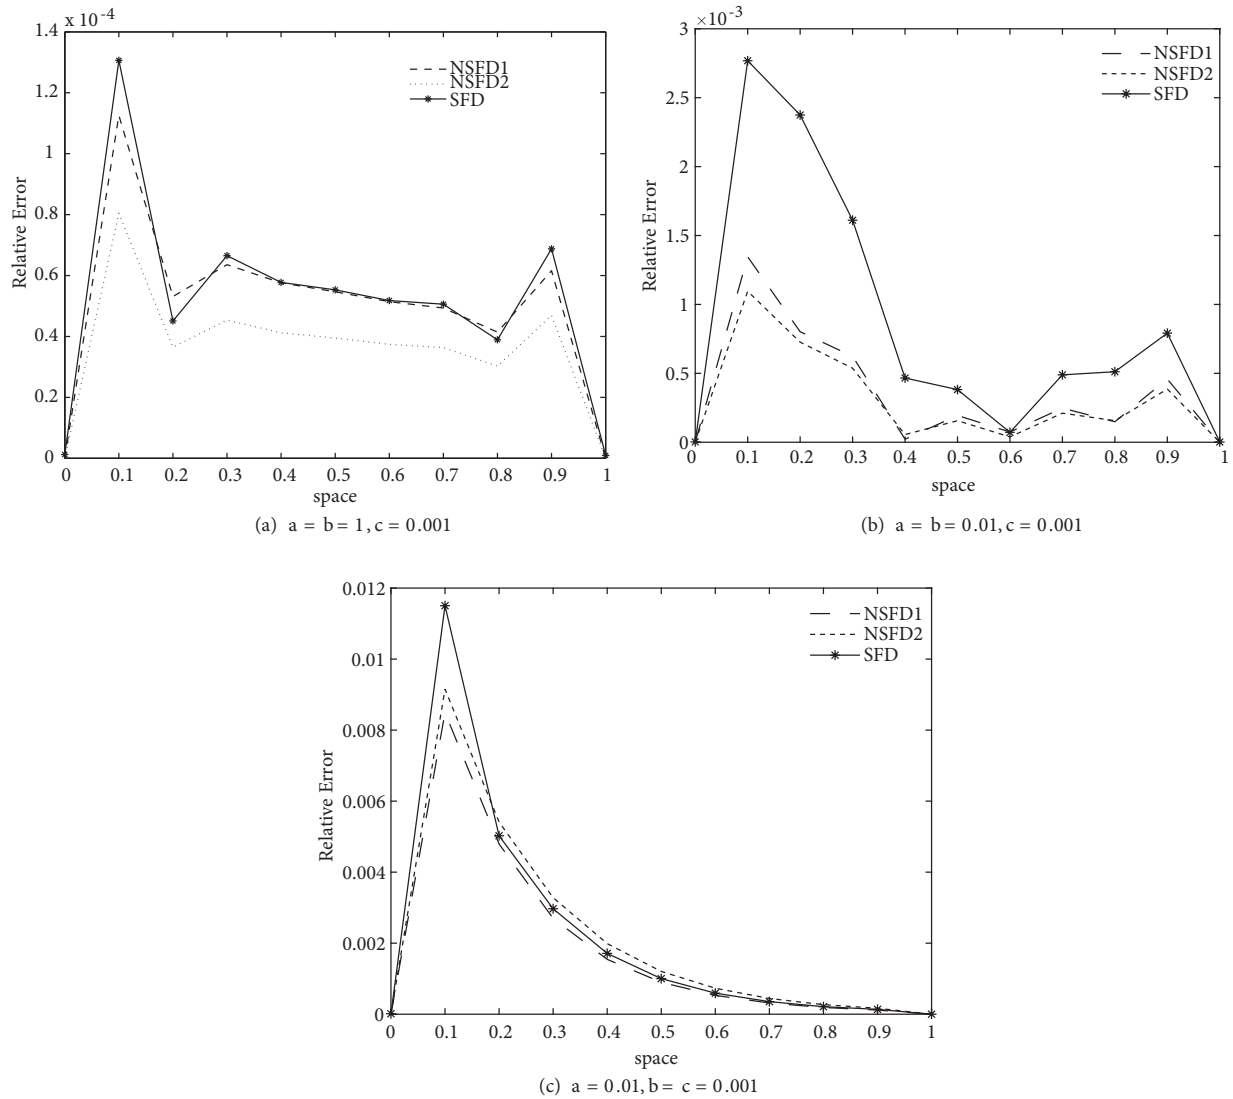 x 10-4
1.4
1.2
1
0.8
0.6
0.4
0.2
0
Relative Error
NSFD1
NSFD2
SFD
0 0.1 0.2 0.3 0.4 0.5 0.6 0.7 0.8 0.9 1
space
(a) a = b = 1, c = 0.001
×10-3
3
2.5
2
1.5
1
0.5
0
Relative Error
NSFD1
NSFD2
SFD
0 0.1 0.2 0.3 0.4 0.5 0.6 0.7 0.8 0.9 1
space
(b) a = b = 0.01, c = 0.001
0.012
0.01
0.008
0.006
0.004
0.002
0
Relative Error
NSFD1
NSFD2
SFD
0 0.1 0.2 0.3 0.4 0.5 0.6 0.7 0.8 0.9 1
space
(c) a = 0.01, b = c = 0.001